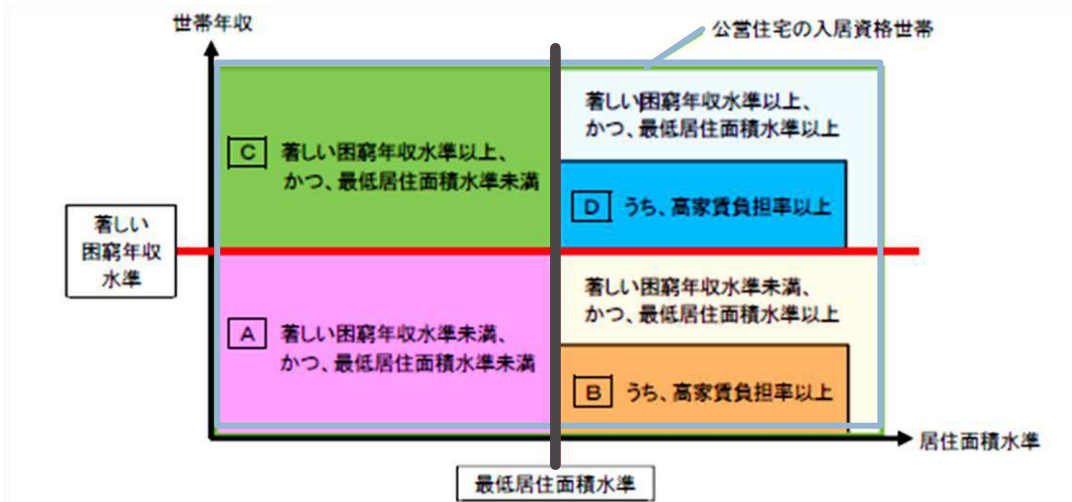 世帯年収
公営住宅の入居資格世帯
著しい困窮年収水準以上、
かつ、最低居住面積水準以上
C
著しい困窮年収水準以上、
かつ、最低居住面積水準未満
D
うち、高家賃負担率以上
著しい
困窮年収
水準
著しい困窮年収水準未満、
かつ、最低居住面積水準以上
A
著しい困窮年収水準未満、
かつ、最低居住面積水準未満
B
うち、高家賃負担率以上
居住面積水準
最低居住面積水準